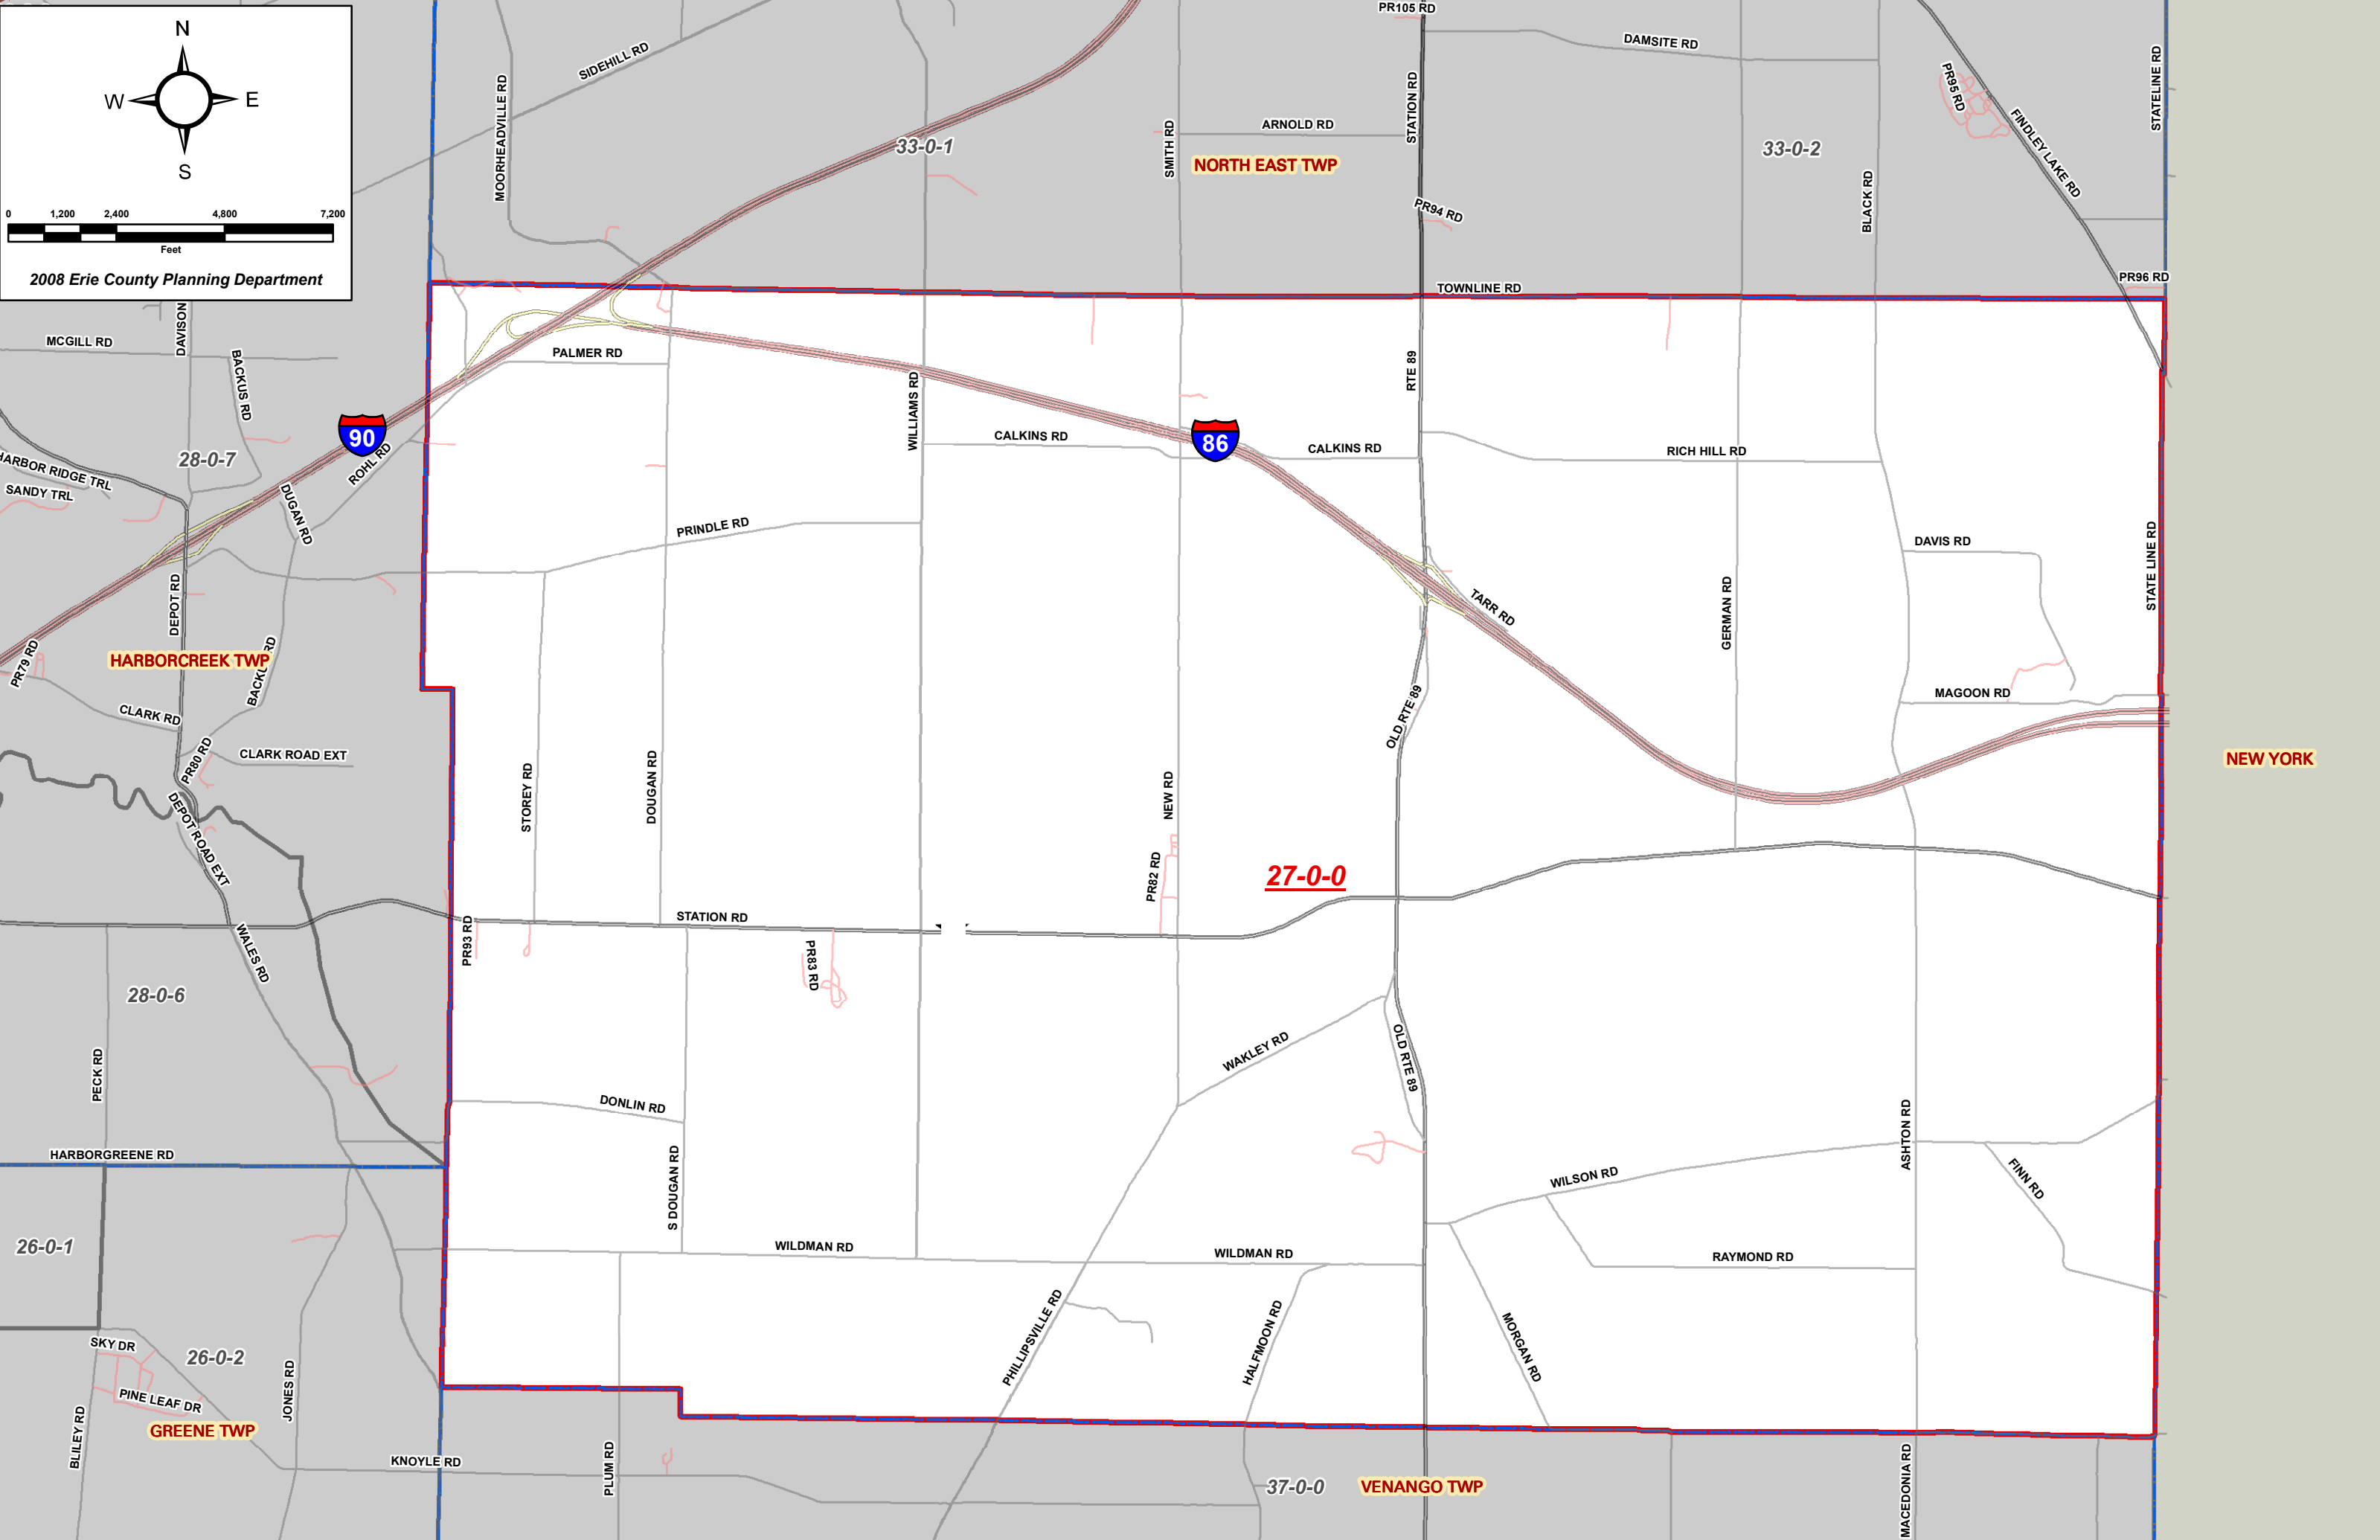 N
W
E
S
0 1,200 2,400 4,800 7,200
Feet
2008 Erie County Planning Department
PR105 RD
DAMSITE RD
SIDEHILL RD
MOORHEADVILLE RD
STATION RD
SMITH RD
ARNOLD RD
33-0-1
NORTH EAST TWP
33-0-2
PR95 RD
FINDLEY LAKE RD
STATELINE RD
BLACK RD
PR94 RD
PR96 RD
TOWNLINE RD
MCGILL RD
DAVISON
BACKUS RD
PALMER RD
WILLIAMS RD
RTE 89
90
86
28-0-7
ROHL RD
CALKINS RD
CALKINS RD
RICH HILL RD
HARBOR RIDGE TRL
SANDY TRL
DUGAN RD
PRINDLE RD
DAVIS RD
STATE LINE RD
DEPOT RD
TARR RD
GERMAN RD
PR79 RD
HARBORCREEK TWP
BACKU RD
CLARK RD
OLD RTE 89
MAGOON RD
PR80 RD
CLARK ROAD EXT
STOREY RD
DOUGAN RD
NEW RD
NEW YORK
DEPOT ROAD EXT
PR82 RD
27-0-0
STATION RD
PR93 RD
PR83 RD
WALES RD
28-0-6
PECK RD
WAKLEY RD
OLD RTE 89
DONLIN RD
ASHTON RD
HARBORGREENE RD
S DOUGAN RD
WILSON RD
FINN RD
26-0-1
WILDMAN RD
WILDMAN RD
RAYMOND RD
SKY DR
26-0-2
PHILLIPSVILLE RD
HALFMOON RD
MORGAN RD
PINE LEAF DR
JONES RD
BLILEY RD
GREENE TWP
KNOYLE RD
PLUM RD
37-0-0
VENANGO TWP
MACEDONIA RD